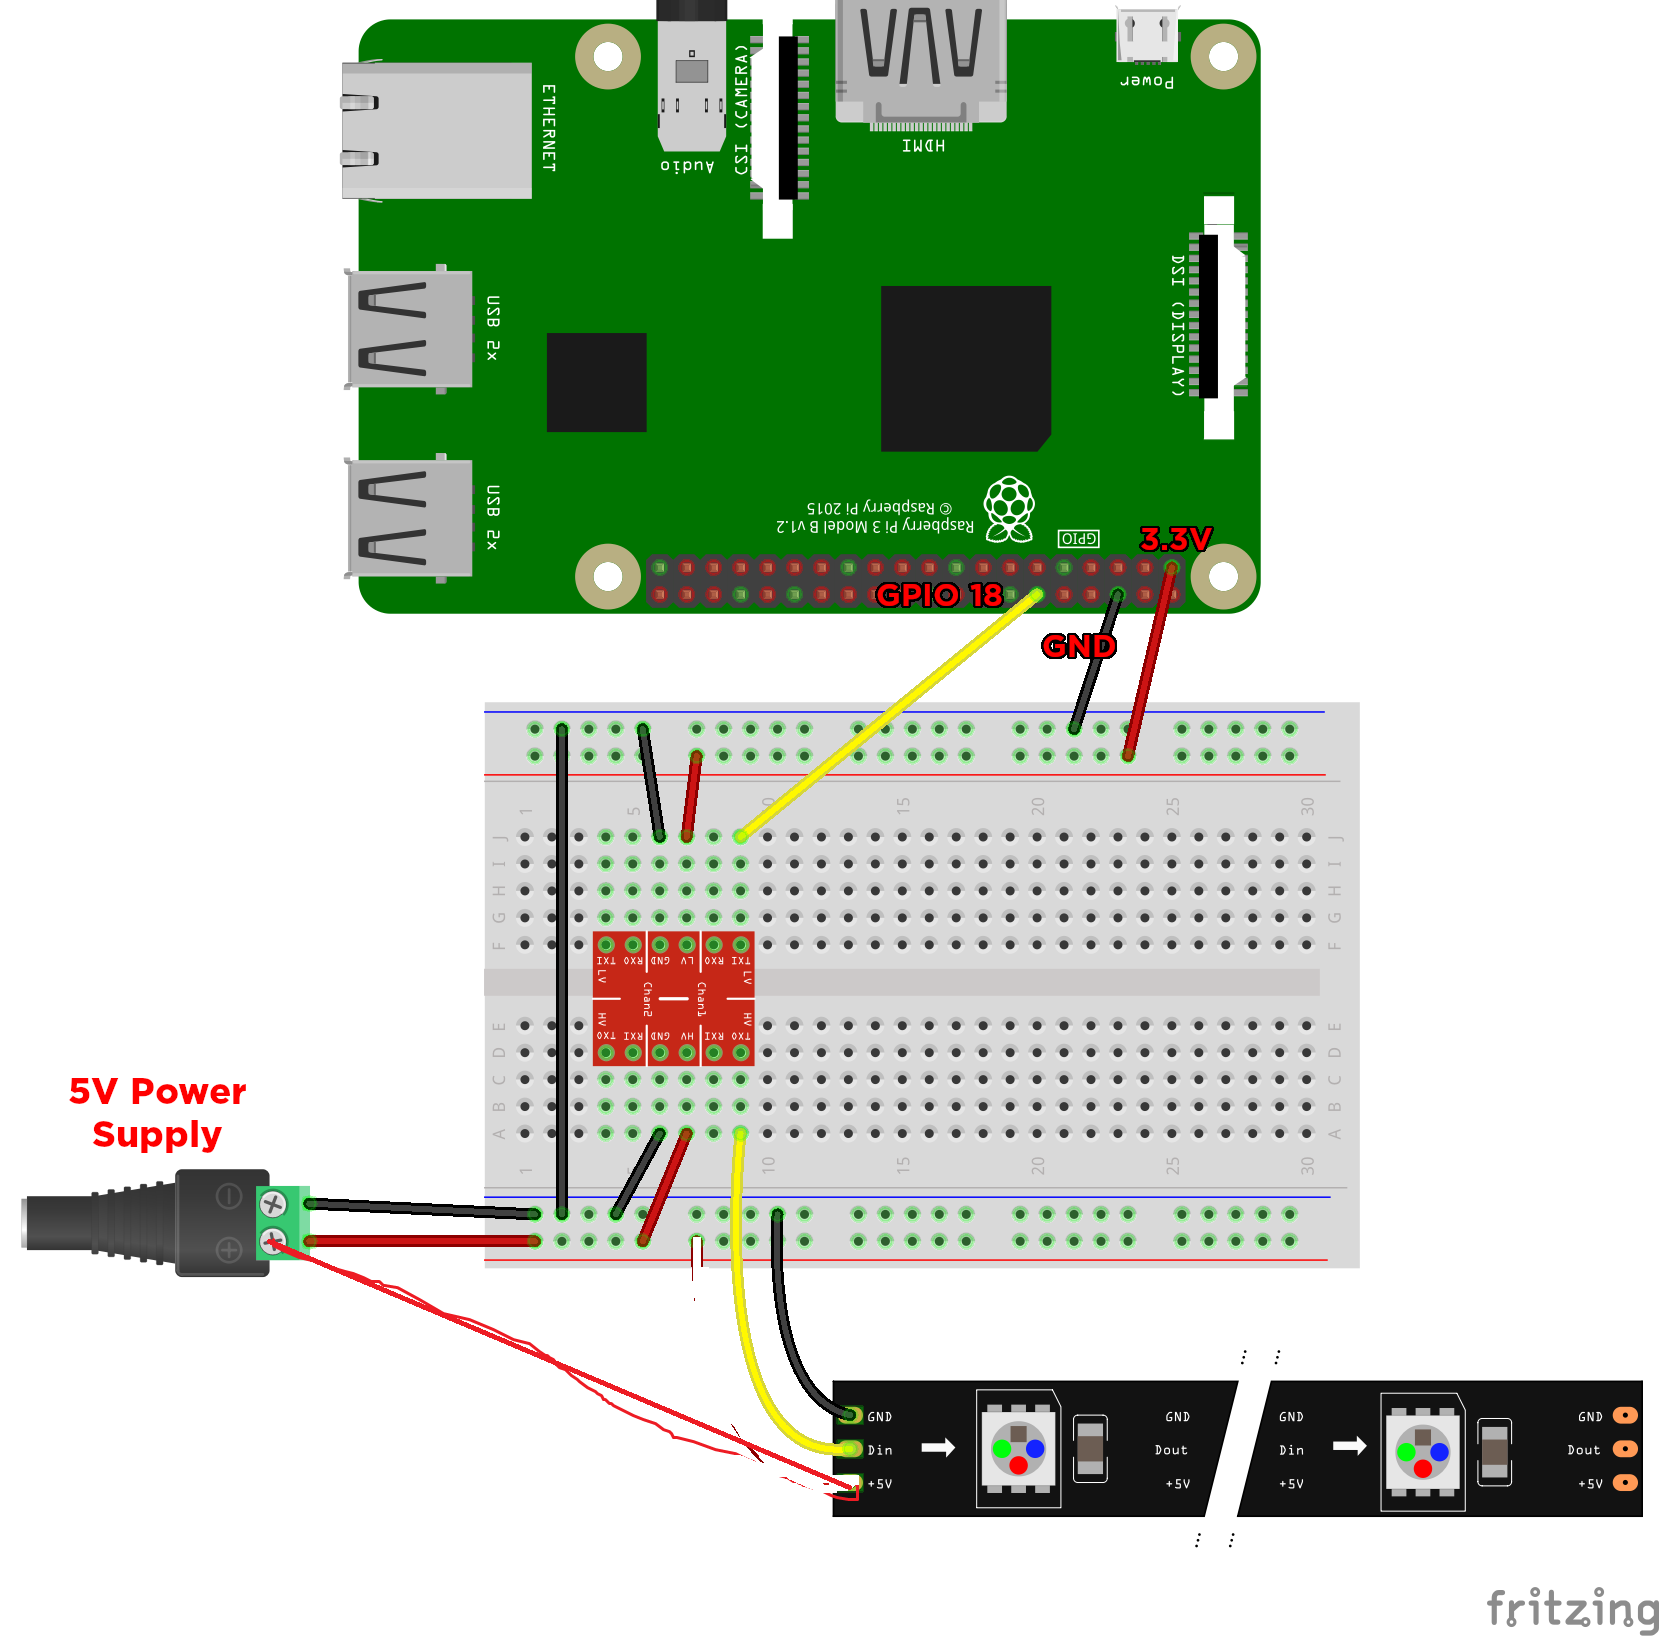 ETHERNET
Audio
CSI (CAMERA)
HDMI
Power
USB 2x
DSI (DISPLAY)
USB 2x
© Raspberry Pi 2015
Raspberry Pi 3 Model B v1.2
GPIO
3.3V
GPIO 18
GND
1 5 10 15 20 25 30
J J
I I
H H
G G
F F
TXI RXO GND LV RXO TXI
LV LV
Chan2 Chan1
HV HV
TXO RXI GND HV RXI TXO
E E
D D
C C
B B
A A
1 5 10 15 20 25 30
5V Power
Supply
GND GND GND GND
Din Dout Din Dout
+5V +5V +5V +5V
fritzing